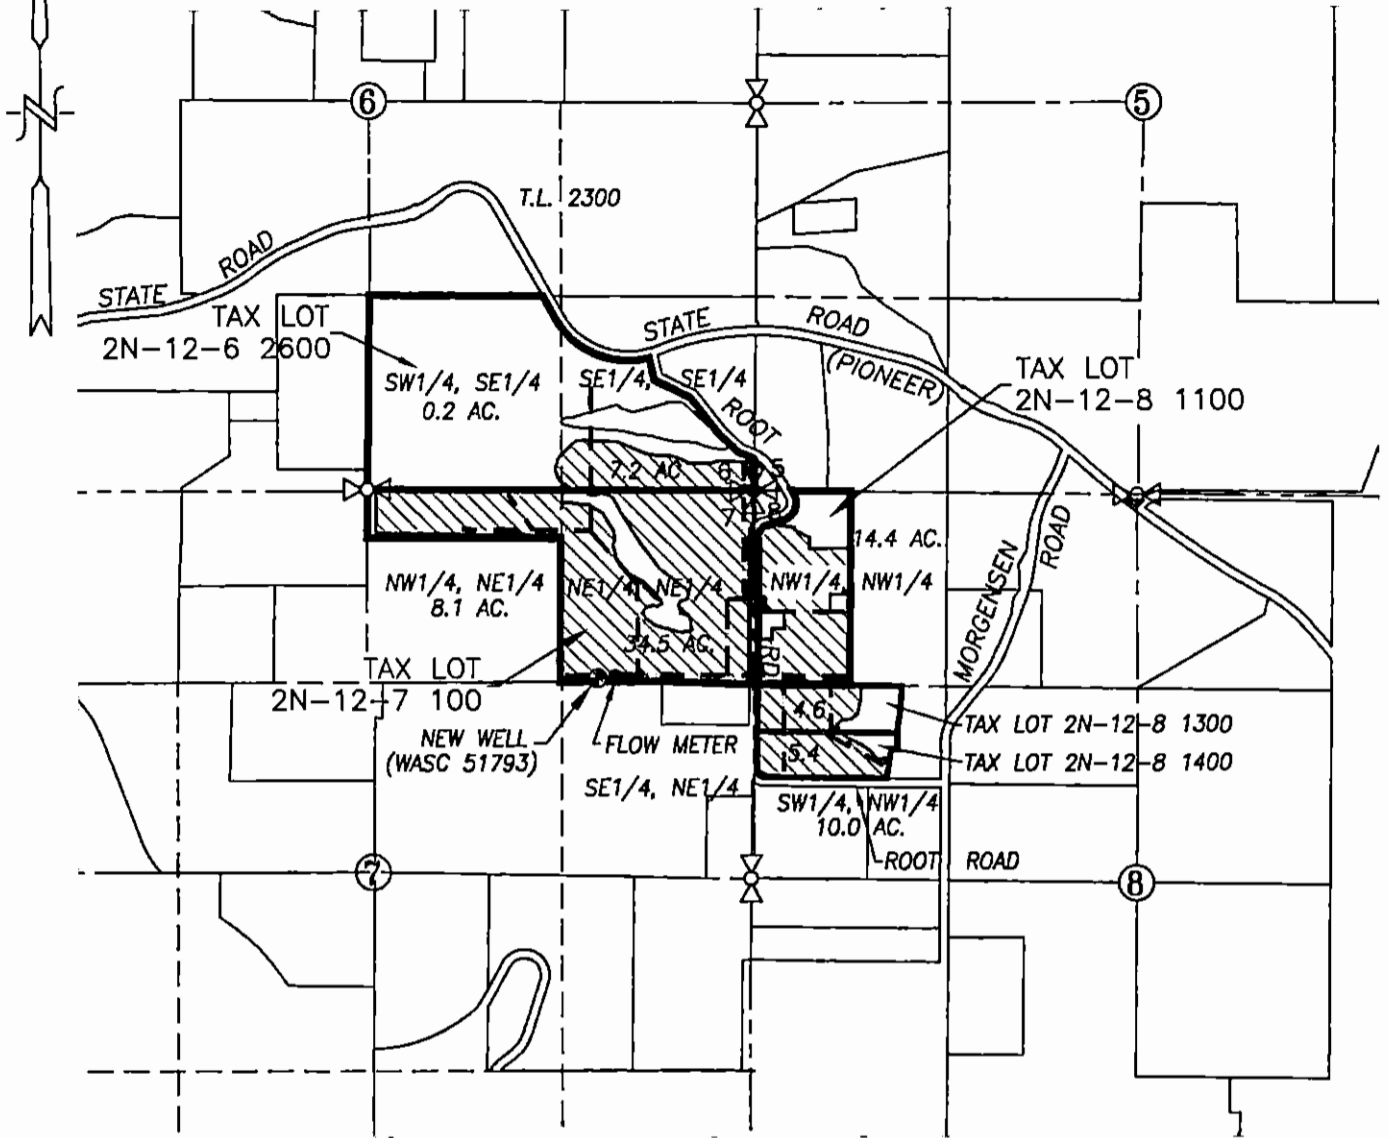 N
6
5
T.L. 2300
STATE ROAD
TAX LOT
2N-12-6 2600
STATE ROAD
(PIONEER)
TAX LOT
2N-12-8 1100
SW1/4, SE1/4
0.2 AC.
SE1/4, SE1/4
ROOT
7.2 AC
6 5
7 8
14.4 AC.
NW1/4, NE1/4
8.1 AC.
NE1/4, NE1/4
34.5 AC.
NW1/4, NW1/4
RD
MORGENSEN ROAD
TAX LOT
2N-12-7 100
NEW WELL
(WASC 51793)
FLOW METER
4.6
5.4
TAX LOT 2N-12-8 1300
TAX LOT 2N-12-8 1400
SE1/4, NE1/4
SW1/4, NW1/4
10.0 AC.
ROOT ROAD
7
8